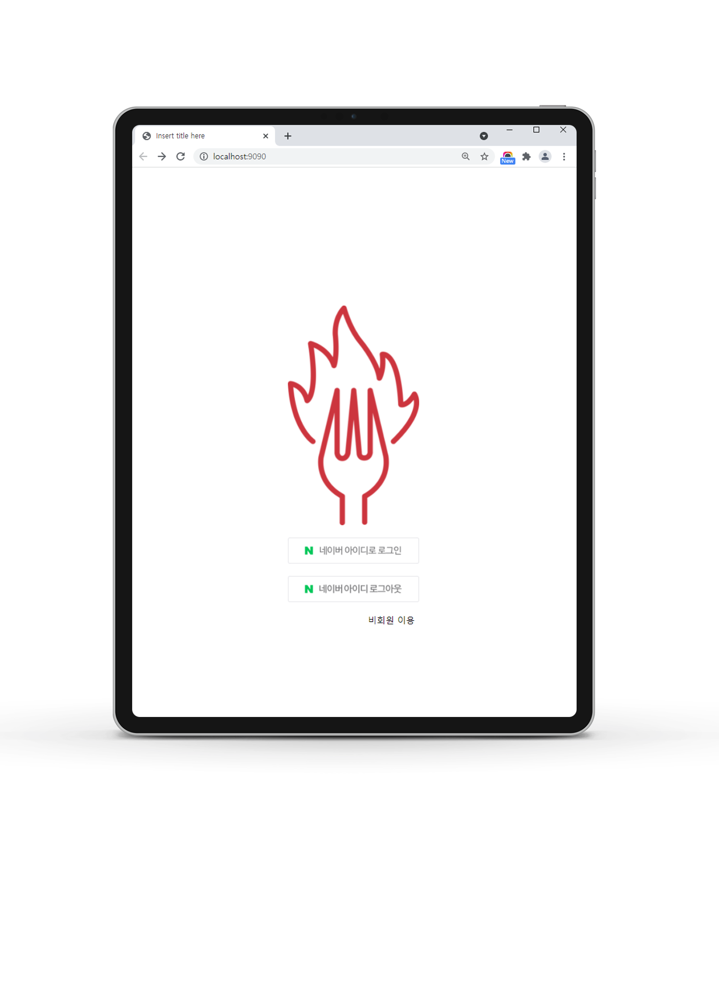 Insert title here
localhost:9090
New
N 네이버 아이디로 로그인
N 네이버 아이디 로그아웃
비회원 이용